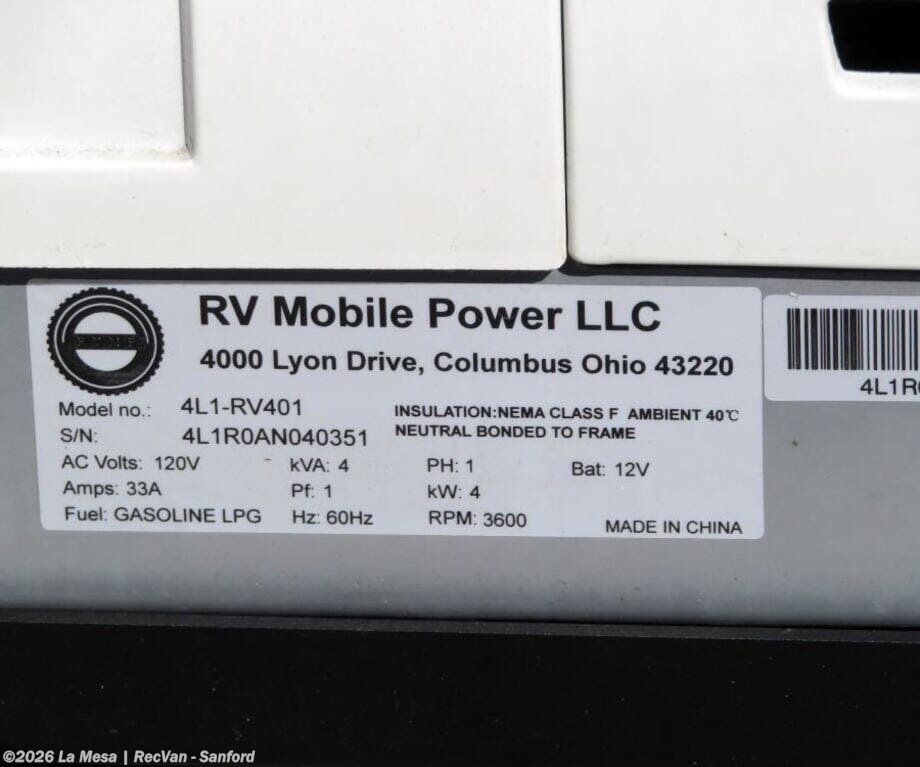 RV Mobile Power LLC
4000 Lyon Drive, Columbus Ohio 43220
Model no.: 4L1-RV401
INSULATION:NEMA CLASS F AMBIENT 40℃
S/N: 4L1R0AN040351
NEUTRAL BONDED TO FRAME
AC Volts: 120V kVA: 4 PH: 1 Bat: 12V
Amps: 33A Pf: 1 kW: 4
Fuel: GASOLINE LPG Hz: 60Hz RPM: 3600 MADE IN CHINA
4L1R
©2026 La Mesa | RecVan - Sanford